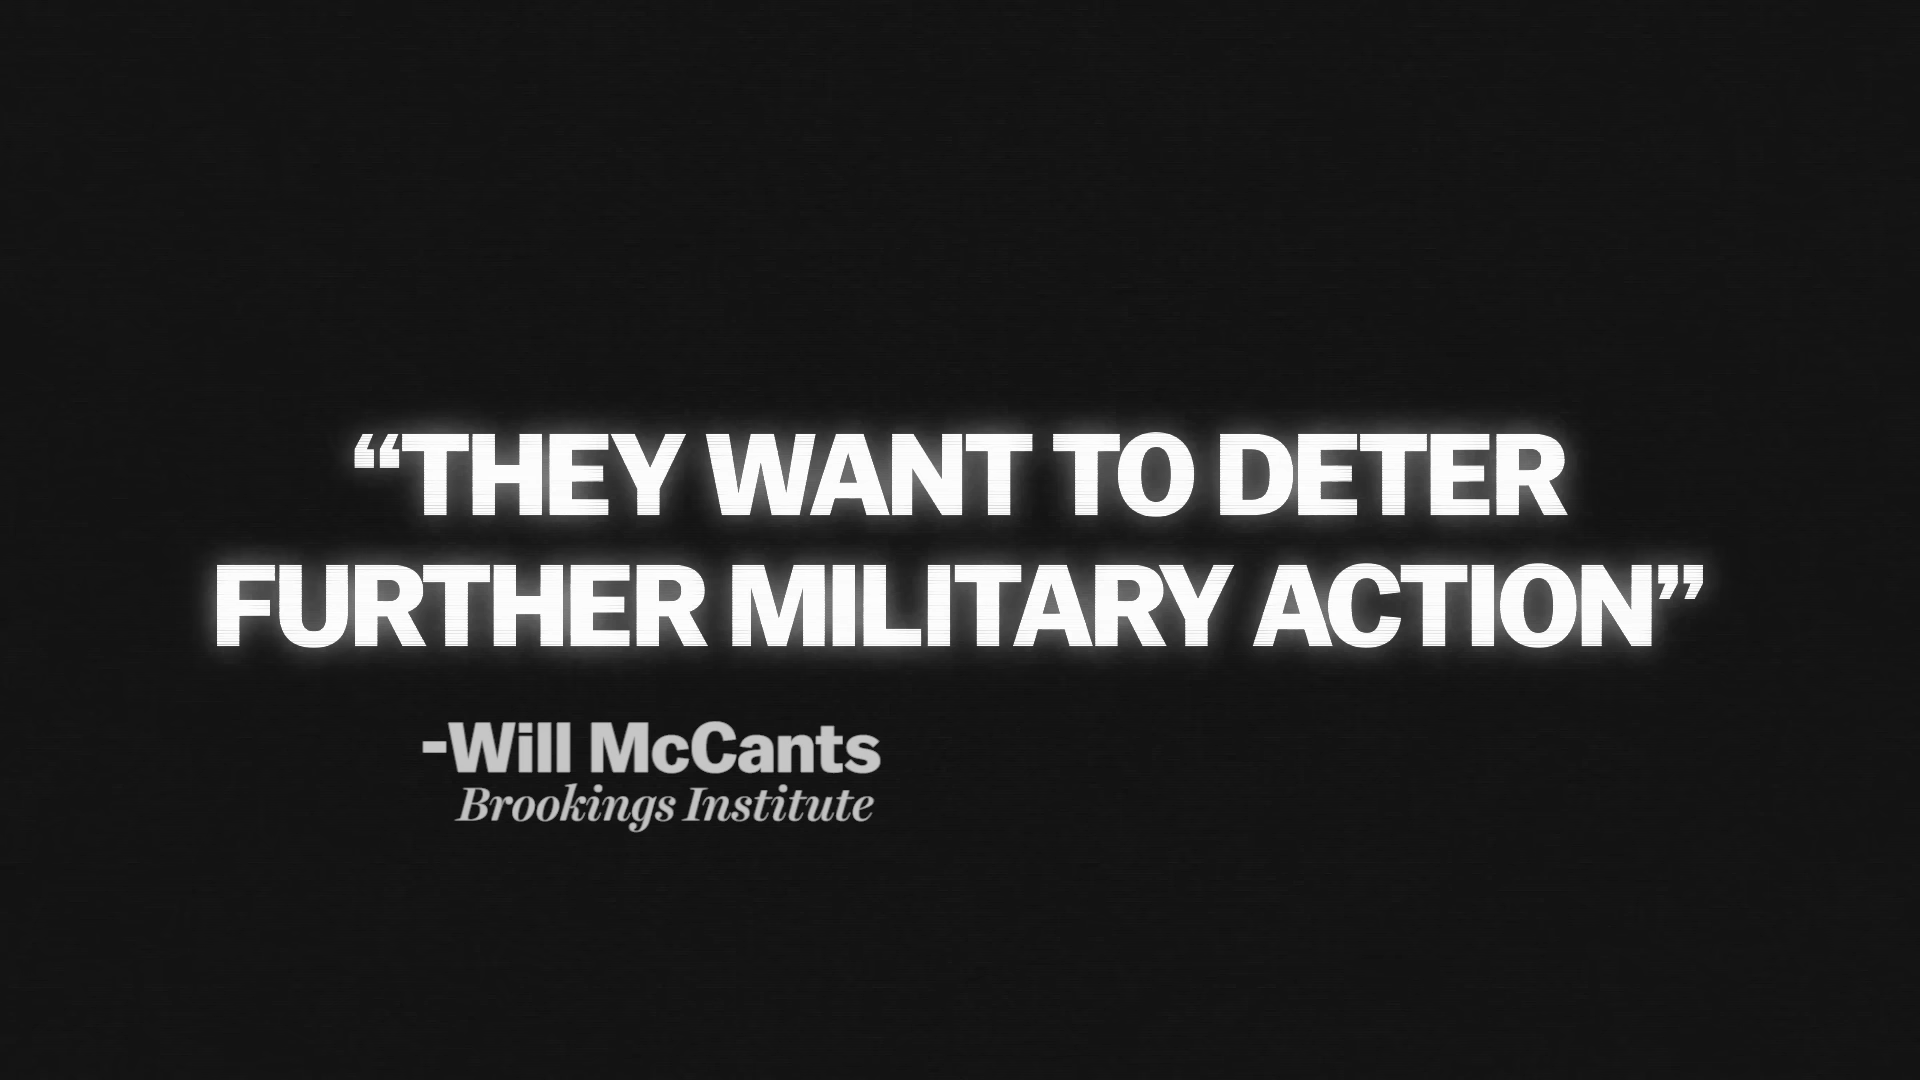 “THEY WANT TO DETER
FURTHER MILITARY ACTION”
-Will McCants
Brookings Institute